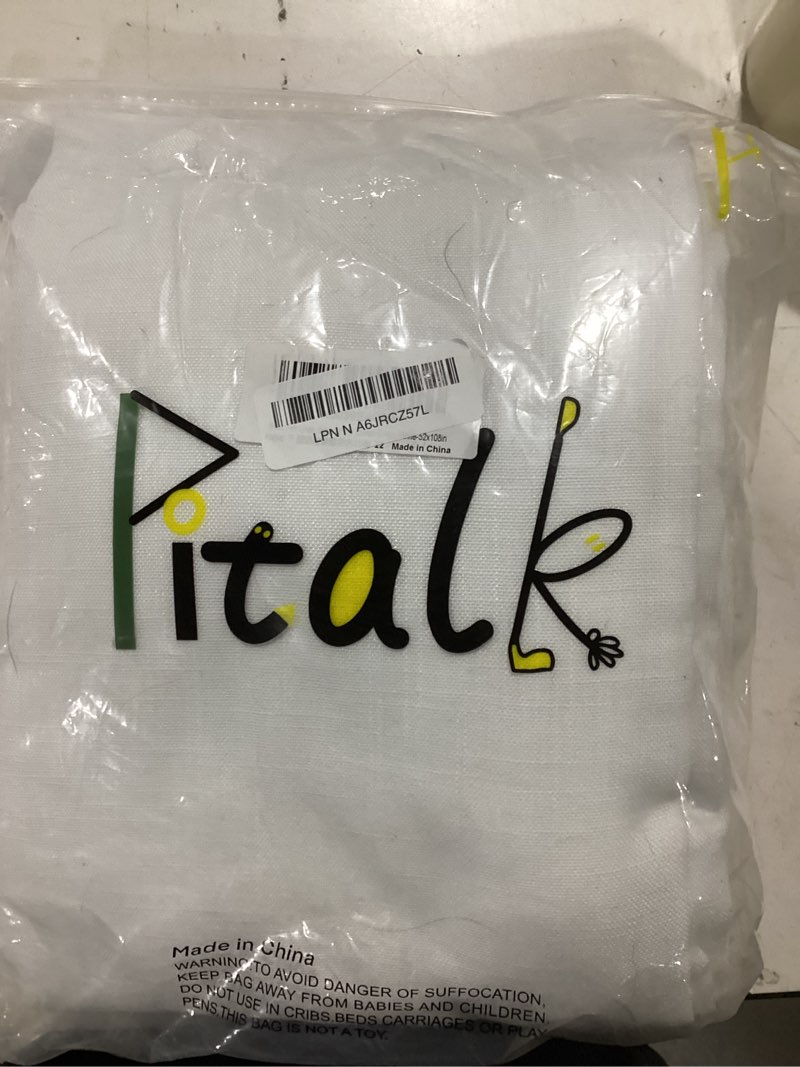 LPN N A6JRCZ57L
-52x108in
Made in China
Pitalk
Made in China
WARNING:TO AVOID DANGER OF SUFFOCATION,
KEEP BAG AWAY FROM BABIES AND CHILDREN,
DO NOT USE IN CRIBS.BEDS CARRIAGES OR PLAY
PENS.THIS BAG IS NOT A TOY.